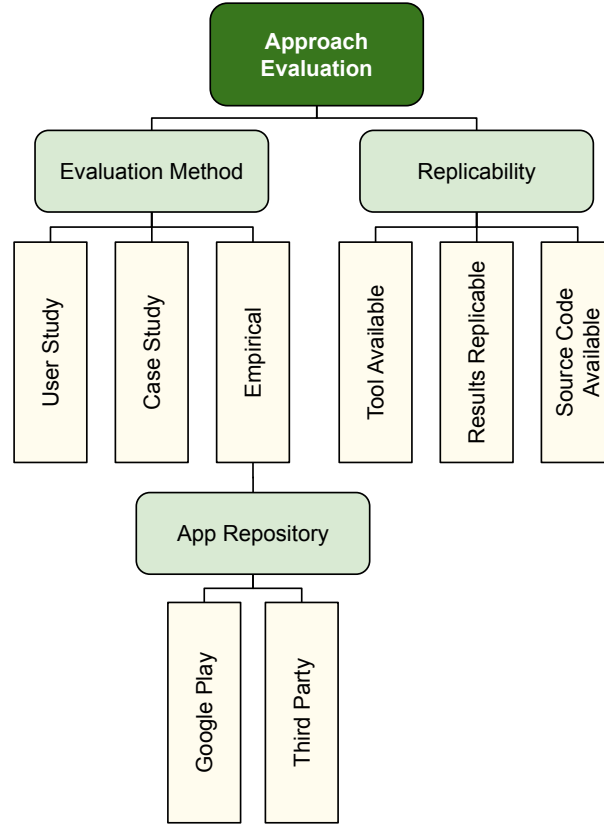 Approach
Evaluation
Evaluation Method
Replicability
User Study
Case Study
Empirical
Tool Available
Results Replicable
Source Code
Available
App Repository
Google Play
Third Party